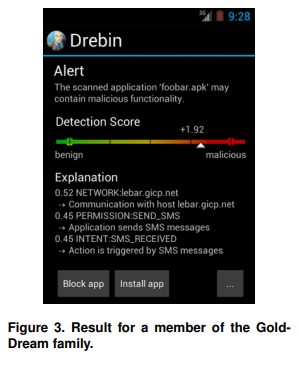 3G 9:28
Drebin
Alert
The scanned application 'foobar.apk' may
contain malicious functionality.
Detection Score
+1.92
benign malicious
Explanation
0.52 NETWORK:lebar.gicp.net
→ Communication with host lebar.gicp.net
0.45 PERMISSION:SEND_SMS
→ Application sends SMS messages
0.45 INTENT:SMS_RECEIVED
→ Action is triggered by SMS messages
Block app Install app ...
Figure 3. Result for a member of the Gold-
Dream family.